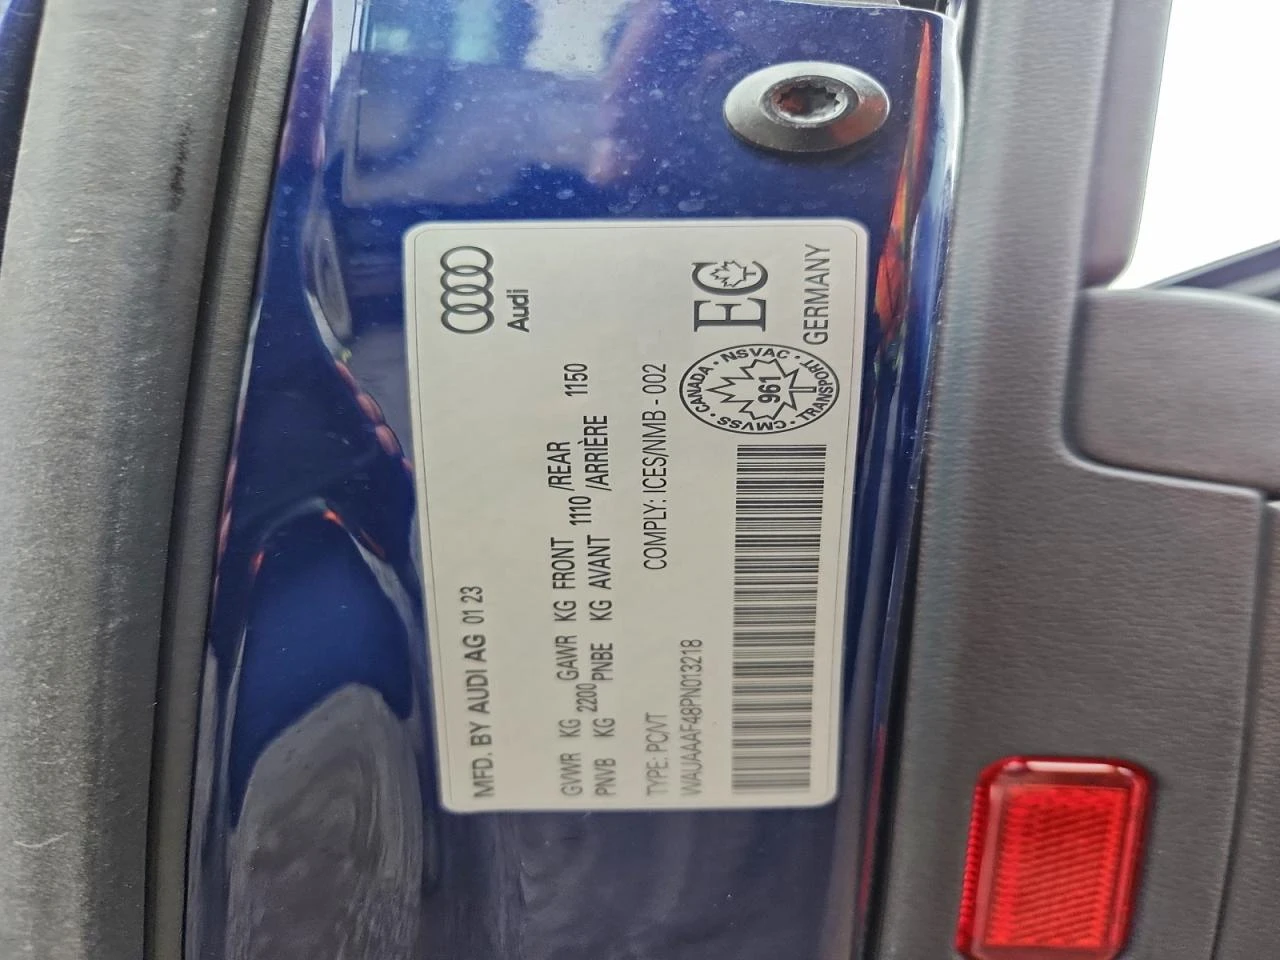 Audi
MFD. BY AUDI AG 01 23
GVWR KG 2200 GAWR KG FRONT 1110 /REAR 1150
PNVB KG PNBE KG AVANT /ARRIÈRE
TYPE: PC/VT COMPLY: ICES/NMB - 002
WAUAAAF48PN013218
CMVSS · CANADA · NSVAC · TRANSPORT ·
961
EC
GERMANY